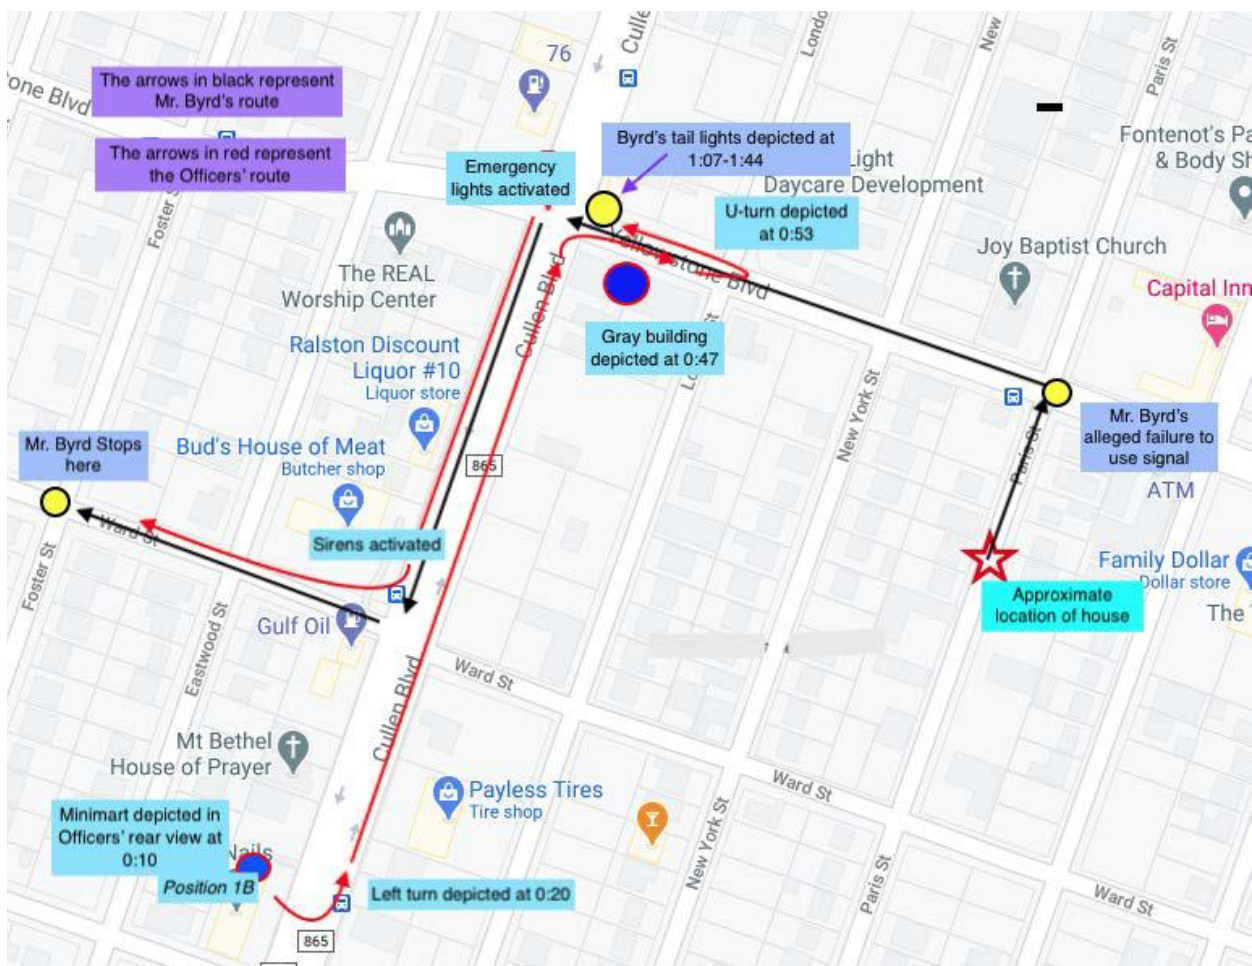 76
Culle
London
New
Paris St
one Blvd
The arrows in black represent
Mr. Byrd's route
The arrows in red represent
the Officers' route
Foster S
Emergency
lights activated
Byrd's tail lights depicted at
1:07-1:44
Light
Daycare Development
U-turn depicted
at 0:53
Fontenot's Pa
& Body Sh
Joy Baptist Church
Capital Inn
Yellowstone Blvd
The REAL
Worship Center
Cullen Blvd
Gray building
depicted at 0:47
Ralston Discount
Liquor #10
Liquor store
New York St
Paris St
Mr. Byrd's
alleged failure to
use signal
ATM
Mr. Byrd Stops
here
Bud's House of Meat
Butcher shop
865
Ward St
Sirens activated
Foster St
Family Dollar
Dollar store
Approximate
location of house
The
Gulf Oil
Eastwood St
Ward St
Cullen Blvd
Mt Bethel
House of Prayer
Payless Tires
Tire shop
Ward St
New York St
Minimart depicted in
Officers' rear view at
0:10
Nails
Position 1B
Left turn depicted at 0:20
Paris St
Ward St
865